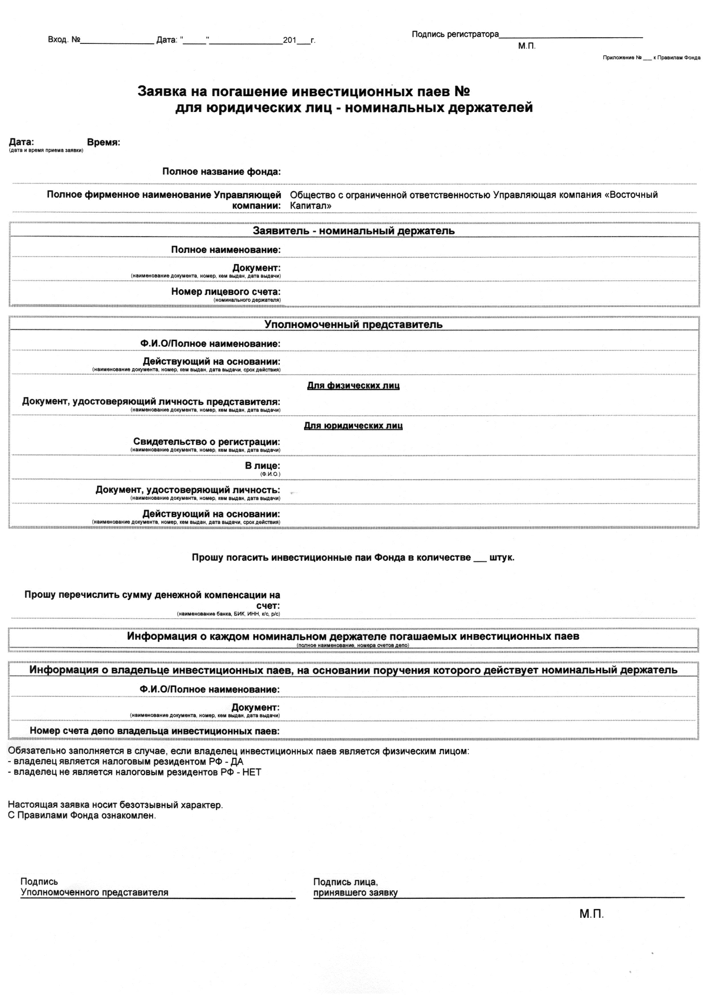 Вход. №________________ Дата: "_____"________________201___г.
Подпись регистратора_______________________________
М.П.
Приложение № ___ к Правилам Фонда
Заявка на погашение инвестиционных паев №
для юридических лиц - номинальных держателей
Дата: Время:
(дата и время приема заявки)
Полное название фонда:
Полное фирменное наименование Управляющей Общество с ограниченной ответственностью Управляющая компания «Восточный
компании: Капитал»
Заявитель - номинальный держатель
Полное наименование:
Документ:
(наименование документа, номер, кем выдан, дата выдачи)
Номер лицевого счета:
(номинального держателя)
Уполномоченный представитель
Ф.И.О/Полное наименование:
Действующий на основании:
(наименование документа, номер, кем выдан, дата выдачи, срок действия)
Для физических лиц
Документ, удостоверяющий личность представителя:
(наименование документа, номер, кем выдан, дата выдачи)
Для юридических лиц
Свидетельство о регистрации:
(наименование документа, номер, кем выдан, дата выдачи)
В лице:
(Ф.И.О.)
Документ, удостоверяющий личность:
(наименование документа, номер, кем выдан, дата выдачи)
Действующий на основании:
(наименование документа, номер, кем выдан, дата выдачи, срок действия)
Прошу погасить инвестиционные паи Фонда в количестве ___ штук.
Прошу перечислить сумму денежной компенсации на
счет:
(наименование банка, БИК, ИНН, к/с, р/с)
Информация о каждом номинальном держателе погашаемых инвестиционных паев
(полное наименование, номера счетов депо)
Информация о владельце инвестиционных паев, на основании поручения которого действует номинальный держатель
Ф.И.О/Полное наименование:
Документ:
(наименование документа, номер, кем выдан, дата выдачи)
Номер счета депо владельца инвестиционных паев:
Обязательно заполняется в случае, если владелец инвестиционных паев является физическим лицом:
- владелец является налоговым резидентом РФ - ДА
- владелец не является налоговым резидентов РФ - НЕТ
Настоящая заявка носит безотзывный характер.
С Правилами Фонда ознакомлен.
Подпись
Уполномоченного представителя
Подпись лица,
принявшего заявку
М.П.